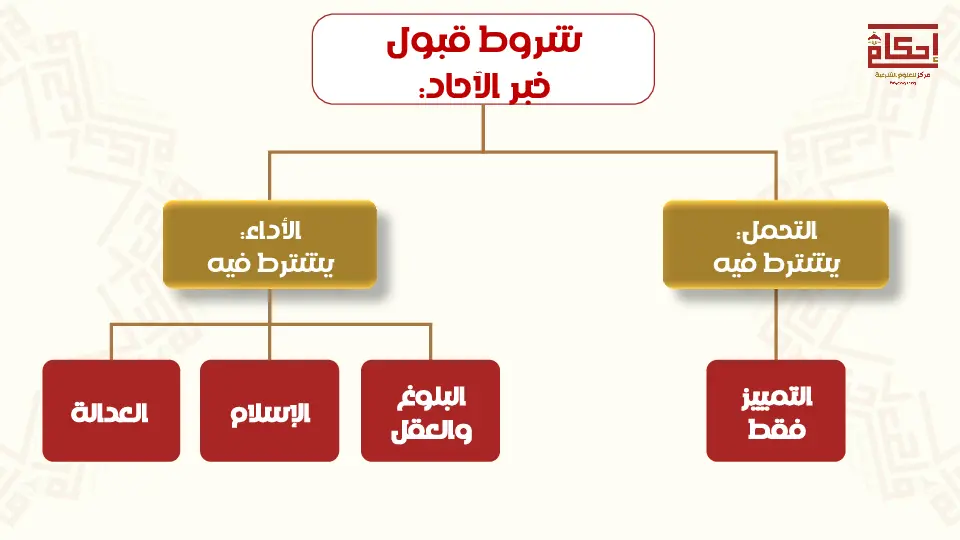 شروط قبول
خبر الآحاد:
إحكام
مركز للعلوم الشرعية
التحمل:
يشترط فيه
الأداء:
يشترط فيه
التمييز
فقط
البلوغ
والعقل
الإسلام
العدالة